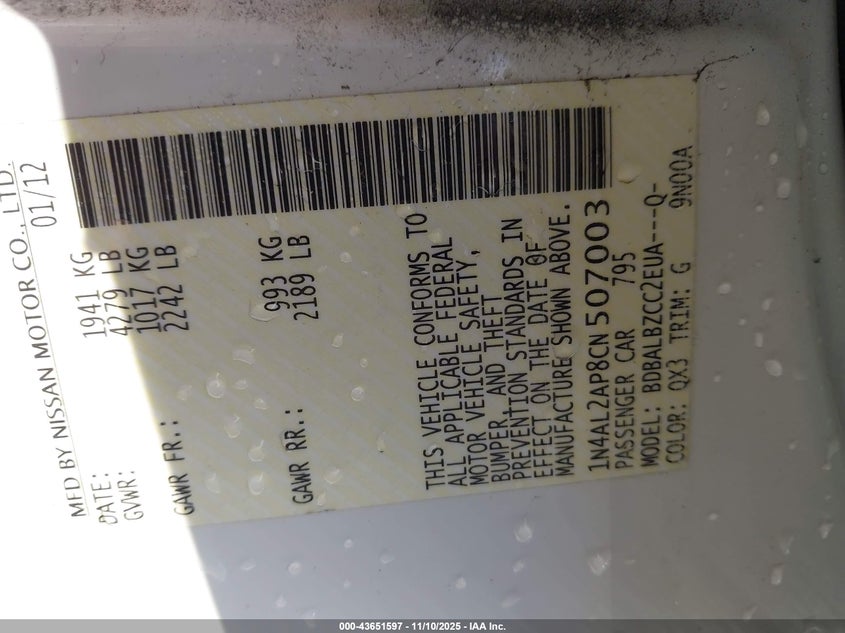 MFD BY NISSAN MOTOR CO., LTD.
DATE: 01/12
GVWR: 1941 KG
4279 LB
GAWR FR.: 1017 KG
2242 LB
GAWR RR.: 993 KG
2189 LB
THIS VEHICLE CONFORMS TO
ALL APPLICABLE FEDERAL
MOTOR VEHICLE SAFETY,
BUMPER, AND THEFT
PREVENTION STANDARDS IN
EFFECT ON THE DATE OF
MANUFACTURE SHOWN ABOVE.
1N4AL2AP8CN507003
PASSENGER CAR 795
MODEL: BDBALBZCC2EUA---Q-
COLOR: QX3 TRIM: G 9N00A
000-43651597 - 11/10/2025 - IAA Inc.